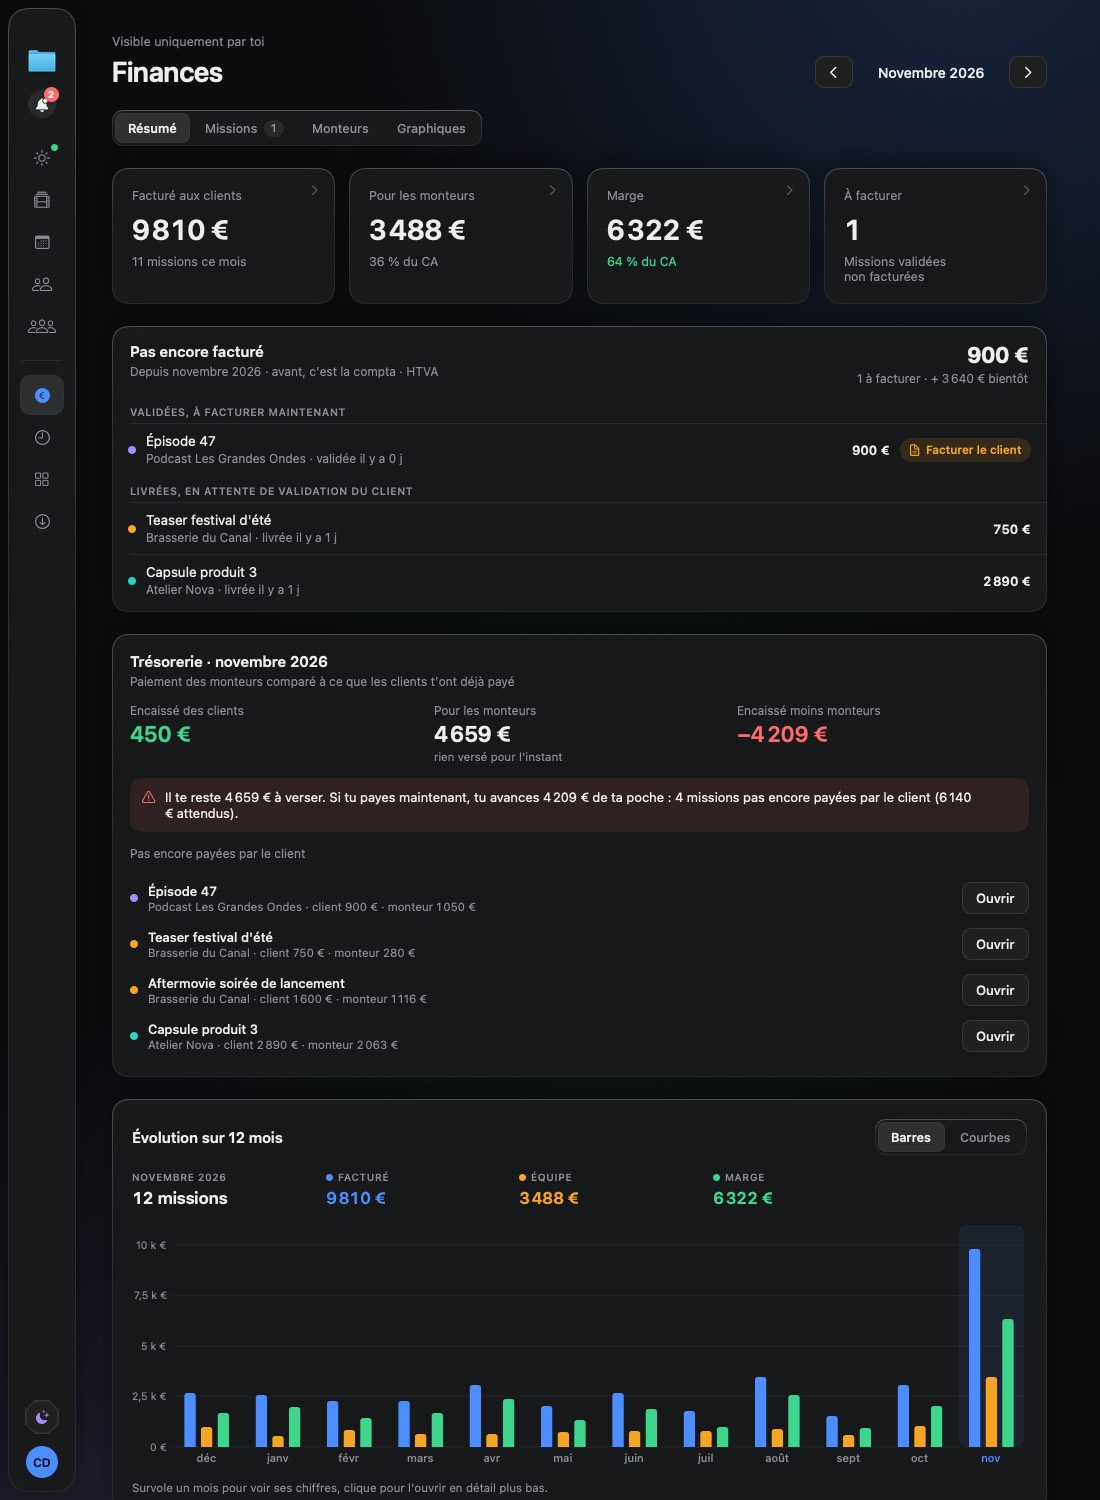 Visible uniquement par toi
Finances
Novembre 2026
2
Résumé
Missions 1
Monteurs
Graphiques
Facturé aux clients
9 810 €
11 missions ce mois
Pour les monteurs
3 488 €
36 % du CA
Marge
6 322 €
64 % du CA
À facturer
1
Missions validées
non facturées
Pas encore facturé
900 €
Depuis novembre 2026 · avant, c'est la compta · HTVA
1 à facturer · + 3 640 € bientôt
VALIDÉES, À FACTURER MAINTENANT
Épisode 47
Podcast Les Grandes Ondes · validée il y a 0 j
900 €
Facturer le client
LIVRÉES, EN ATTENTE DE VALIDATION DU CLIENT
Teaser festival d'été
Brasserie du Canal · livrée il y a 1 j
750 €
Capsule produit 3
Atelier Nova · livrée il y a 1 j
2 890 €
Trésorerie · novembre 2026
Paiement des monteurs comparé à ce que les clients t'ont déjà payé
Encaissé des clients
450 €
Pour les monteurs
4 659 €
rien versé pour l'instant
Encaissé moins monteurs
−4 209 €
Il te reste 4 659 € à verser. Si tu payes maintenant, tu avances 4 209 € de ta poche : 4 missions pas encore payées par le client (6 140
€ attendus).
Pas encore payées par le client
Épisode 47
Podcast Les Grandes Ondes · client 900 € · monteur 1 050 €
Ouvrir
Teaser festival d'été
Brasserie du Canal · client 750 € · monteur 280 €
Ouvrir
Aftermovie soirée de lancement
Brasserie du Canal · client 1 600 € · monteur 1 116 €
Ouvrir
Capsule produit 3
Atelier Nova · client 2 890 € · monteur 2 063 €
Ouvrir
Évolution sur 12 mois
Barres
Courbes
NOVEMBRE 2026
12 missions
FACTURÉ
9 810 €
ÉQUIPE
3 488 €
MARGE
6 322 €
10 k €
7,5 k €
5 k €
2,5 k €
0 €
déc janv févr mars avr mai juin juil août sept oct nov
Survole un mois pour voir ses chiffres, clique pour l'ouvrir en détail plus bas.
CD